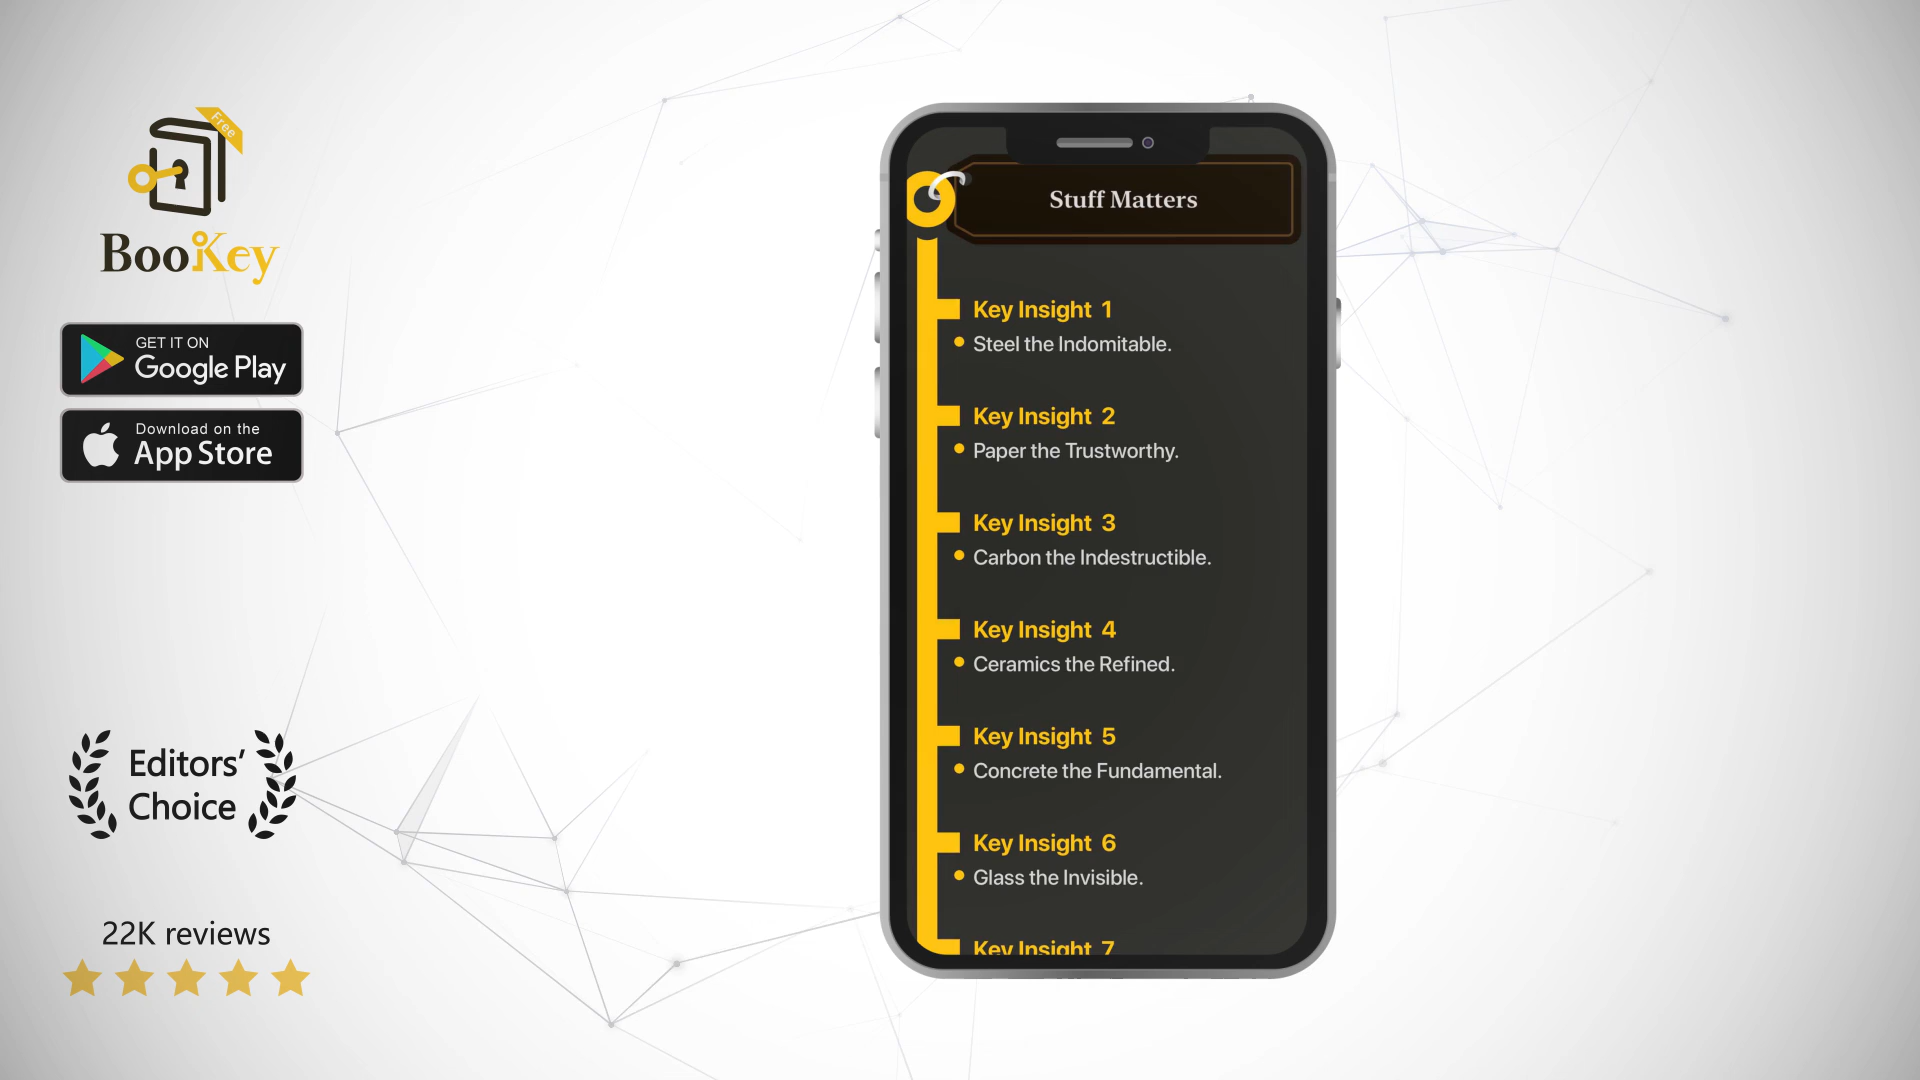 Free
Bookey
GET IT ON
Google Play
Download on the
App Store
Editors’
Choice
22K reviews
Stuff Matters
Key Insight 1
Steel the Indomitable.
Key Insight 2
Paper the Trustworthy.
Key Insight 3
Carbon the Indestructible.
Key Insight 4
Ceramics the Refined.
Key Insight 5
Concrete the Fundamental.
Key Insight 6
Glass the Invisible.
Key Insight 7